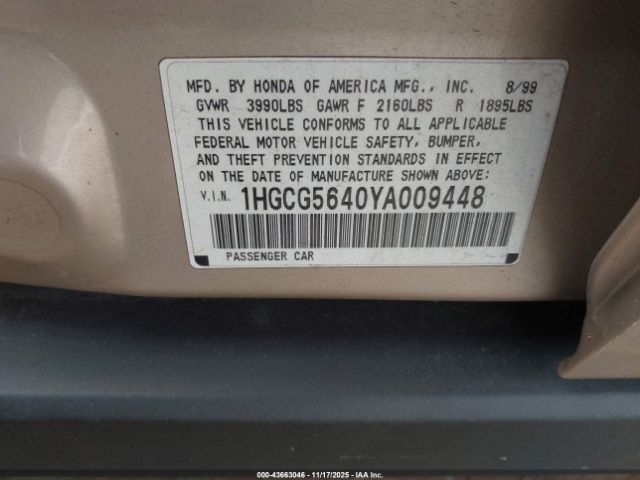 MFD. BY HONDA OF AMERICA MFG., INC. 8/99
GVWR 3990LBS GAWR F 2160LBS R 1895LBS
THIS VEHICLE CONFORMS TO ALL APPLICABLE
FEDERAL MOTOR VEHICLE SAFETY, BUMPER,
AND THEFT PREVENTION STANDARDS IN EFFECT
ON THE DATE OF MANUFACTURE SHOWN ABOVE:
V.I.N. 1HGCG5640YA009448
PASSENGER CAR
000-43663046 - 11/17/2025 - IAAI.COM